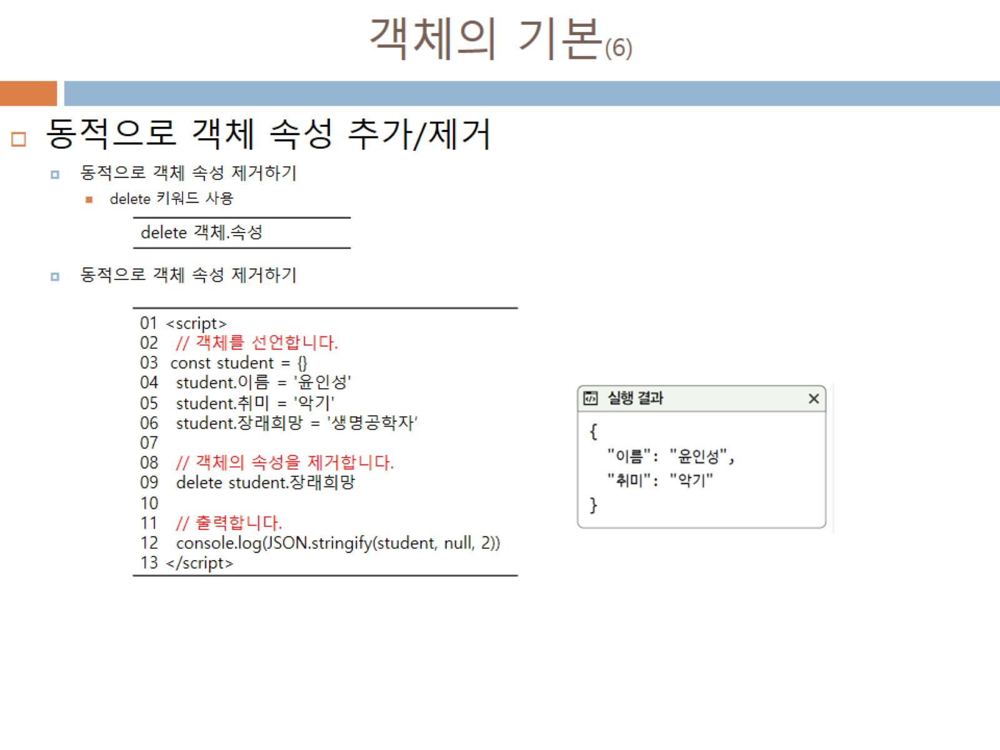 객체의 기본(6)
동적으로 객체 속성 추가/제거
동적으로 객체 속성 제거하기
delete 키워드 사용
delete 객체.속성
동적으로 객체 속성 제거하기
01 <script>
02 // 객체를 선언합니다.
03 const student = {}
04 student.이름 = '윤인성'
05 student.취미 = '악기'
06 student.장래희망 = '생명공학자’
07
08 // 객체의 속성을 제거합니다.
09 delete student.장래희망
10
11 // 출력합니다.
12 console.log(JSON.stringify(student, null, 2))
13 </script>
실행 결과
{
"이름": "윤인성",
"취미": "악기"
}